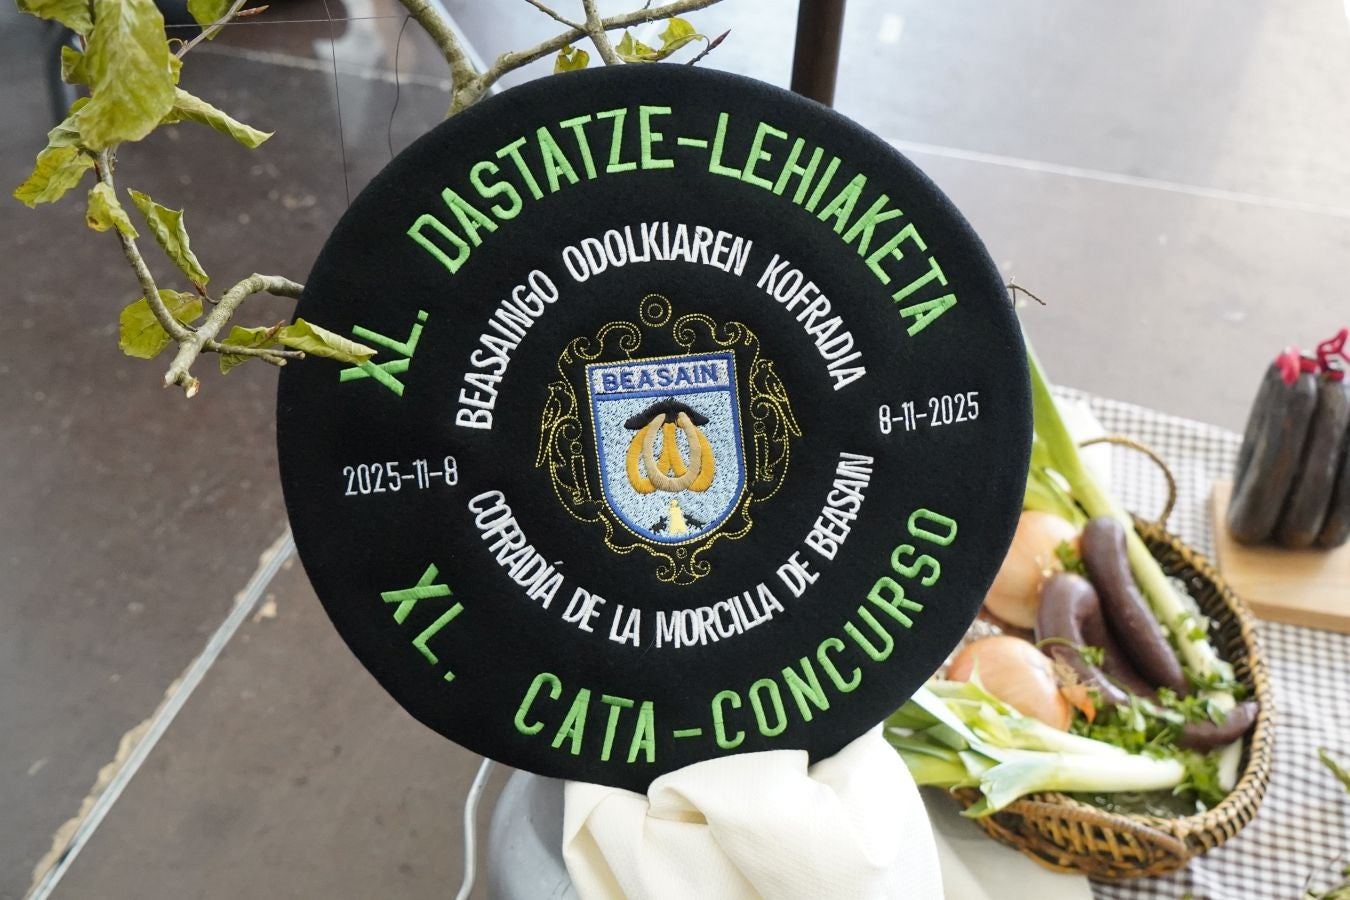 XL. DASTATZE-LEHIAKETA
BEASAINGO ODOLKIAREN KOFRADIA
BEASAIN
2025-11-8
8-11-2025
COFRADÍA DE LA MORCILLA DE BEASAIN
XL. CATA-CONCURSO